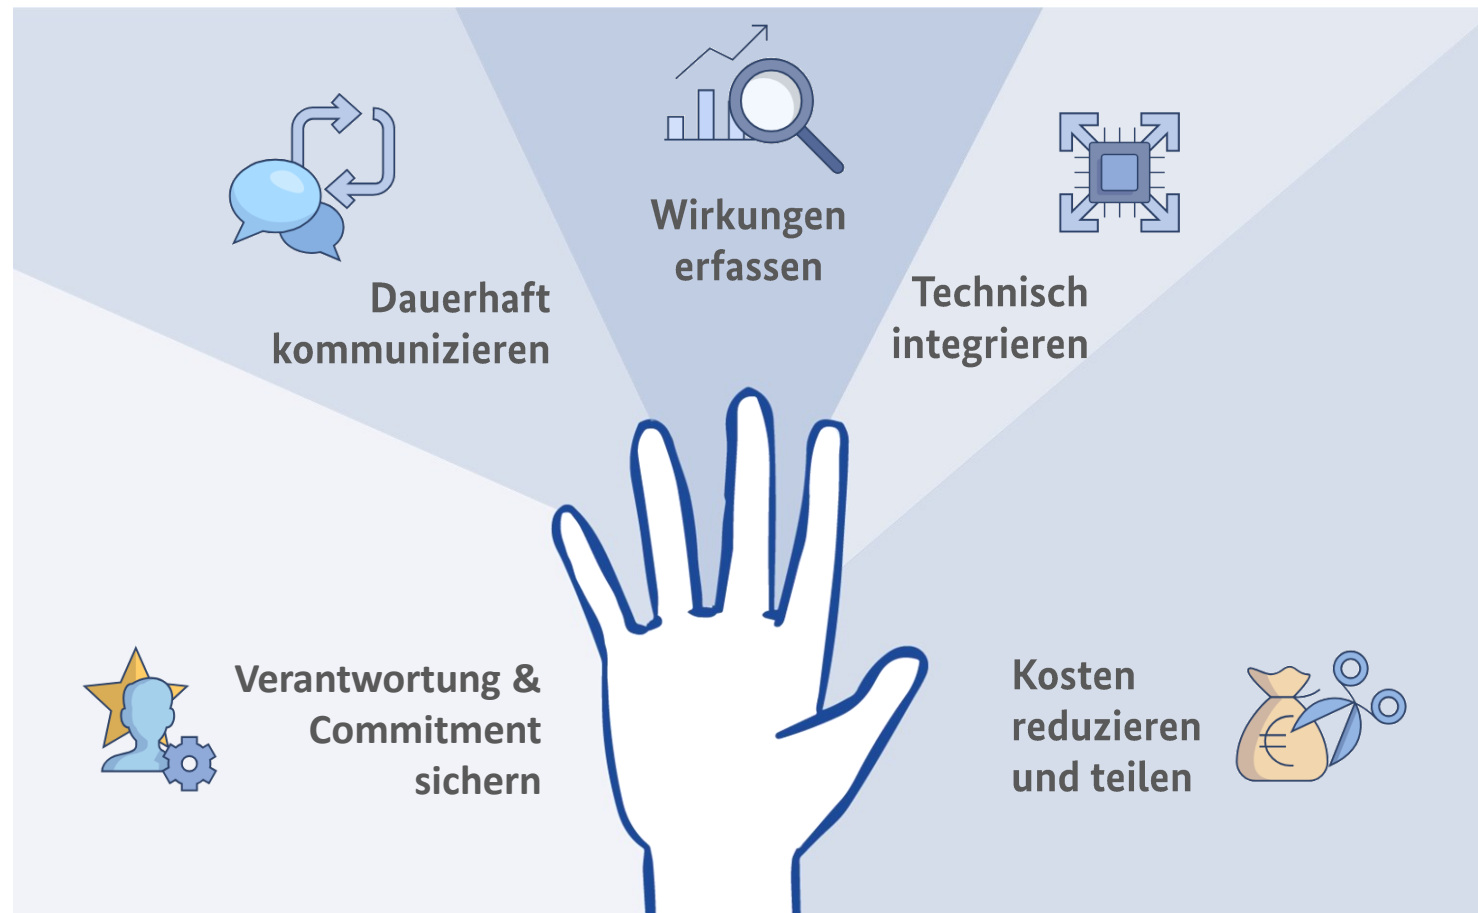 Wirkungen
erfassen
Dauerhaft
kommunizieren
Technisch
integrieren
Verantwortung &
Commitment
sichern
Kosten
reduzieren
und teilen
€